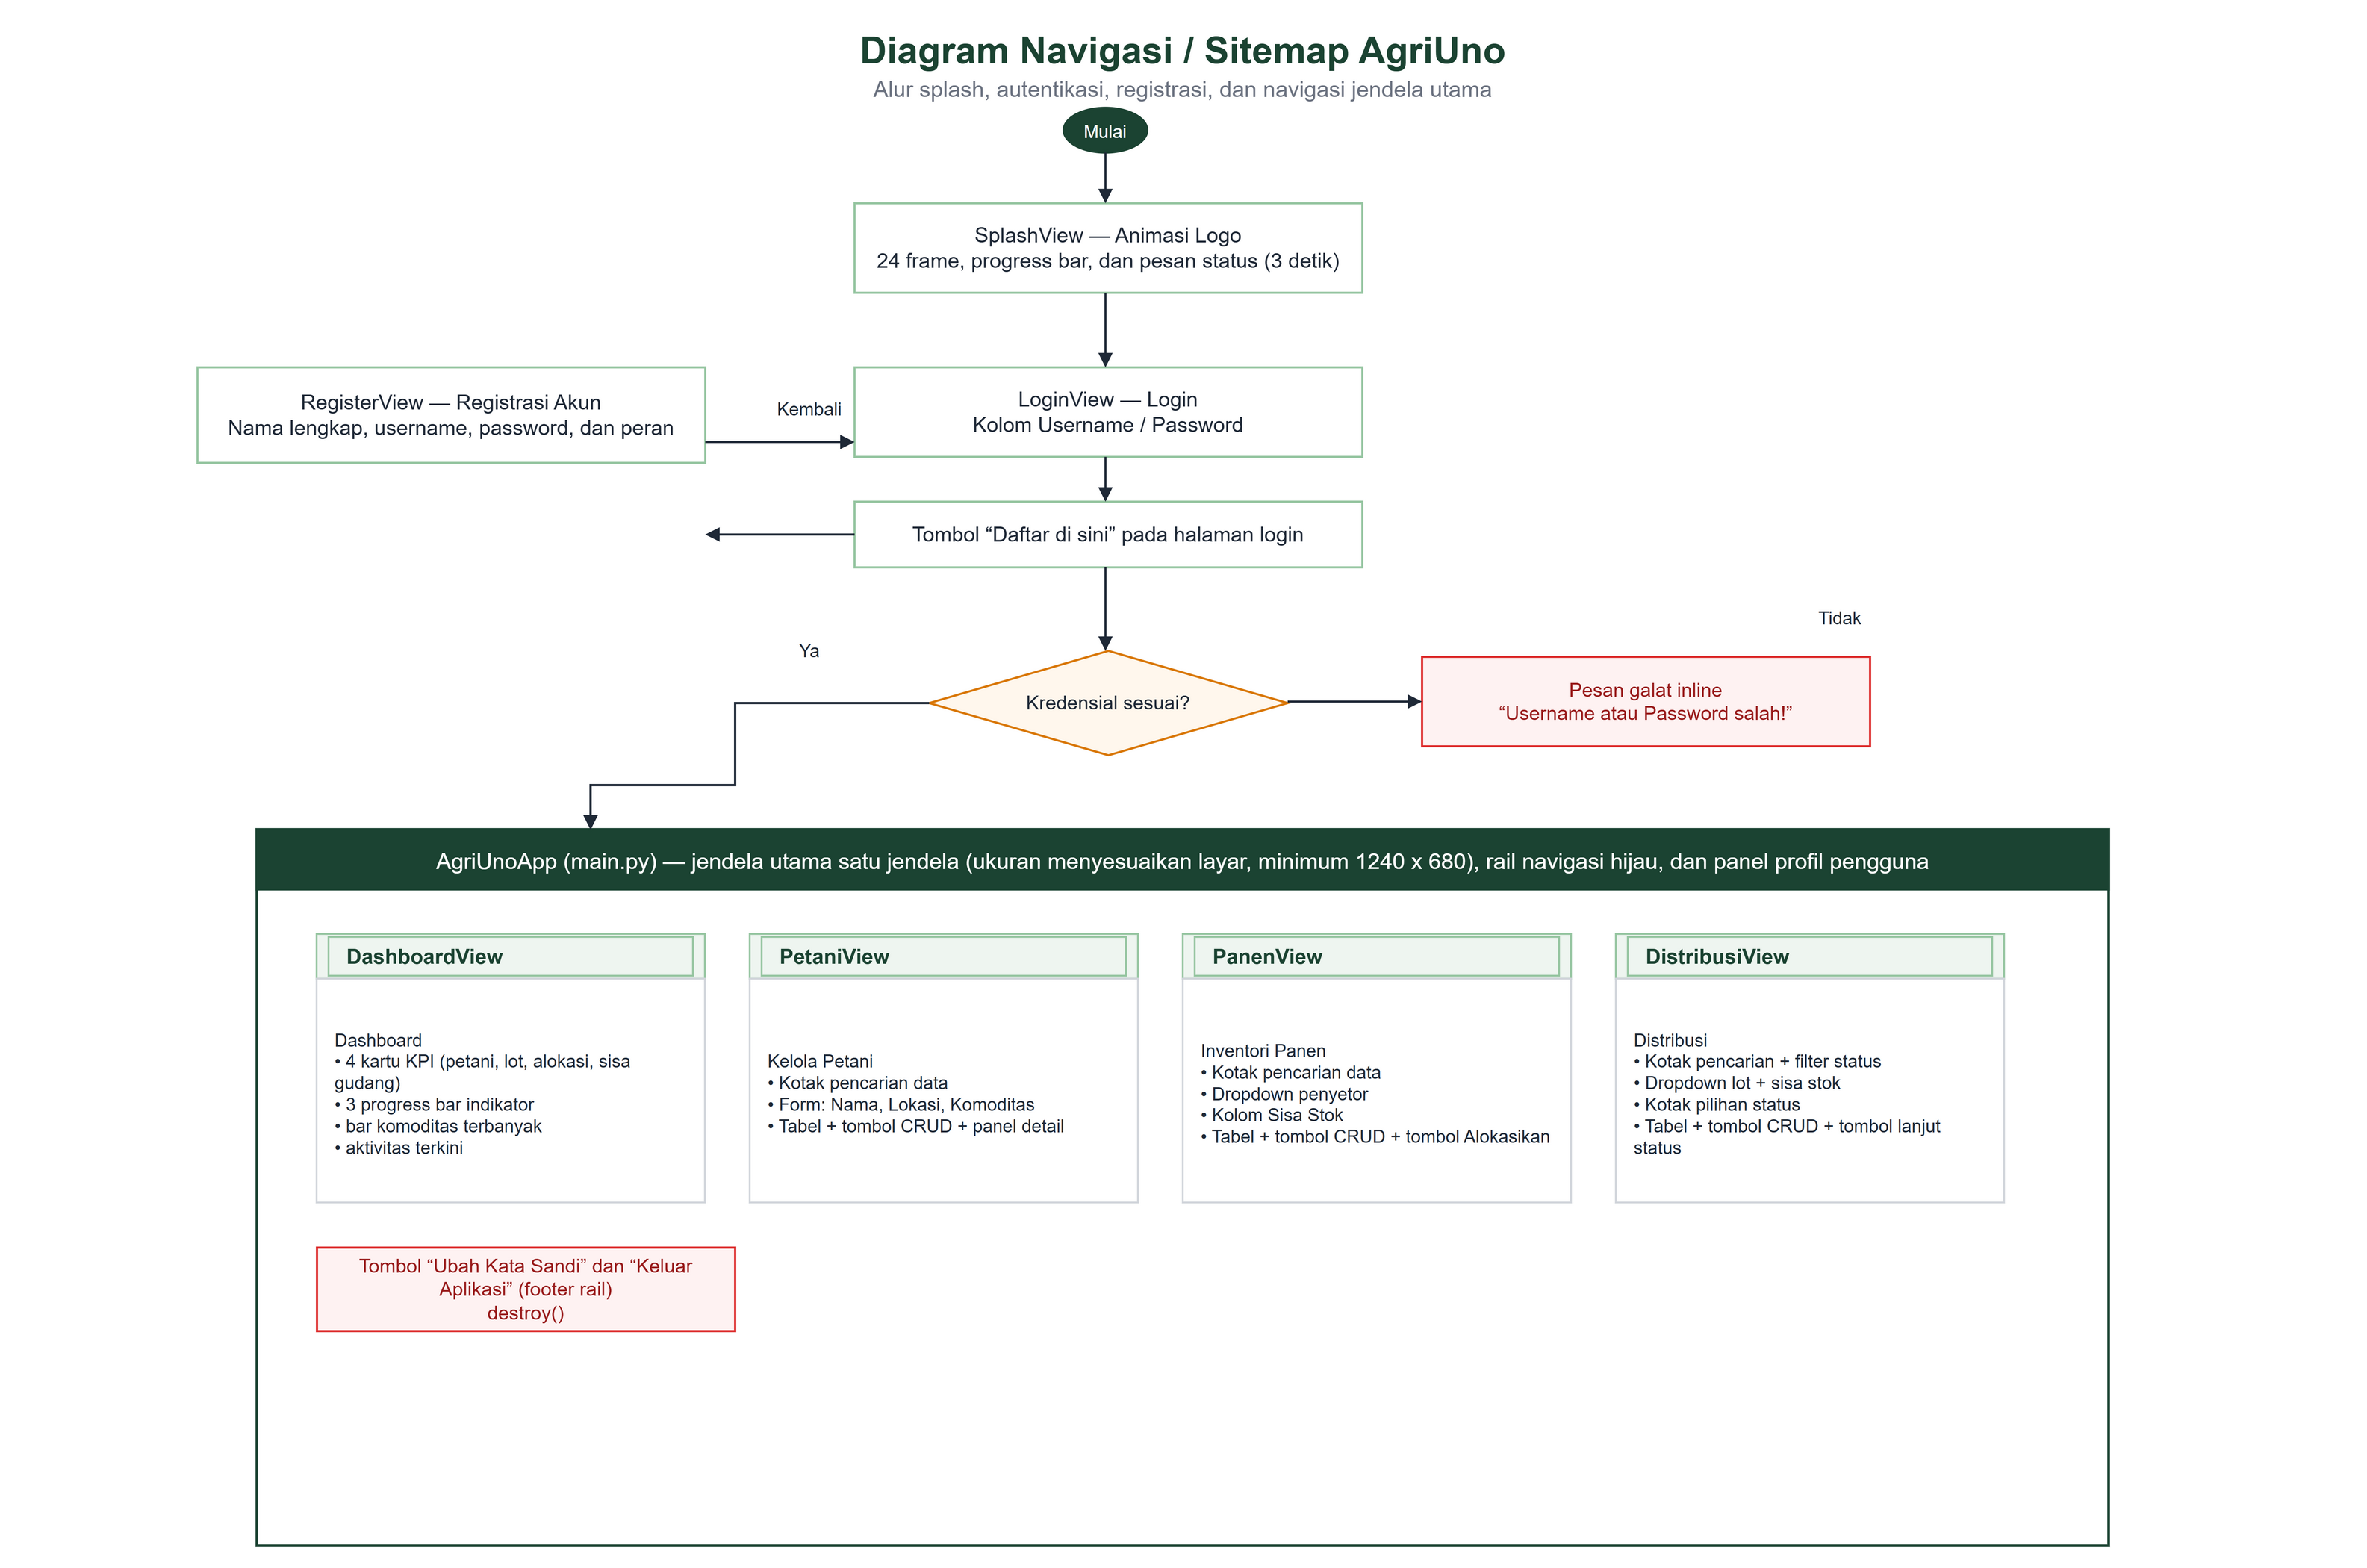 Diagram Navigasi / Sitemap AgriUno
Alur splash, autentikasi, registrasi, dan navigasi jendela utama
Mulai
SplashView — Animasi Logo
24 frame, progress bar, dan pesan status (3 detik)
RegisterView — Registrasi Akun
Nama lengkap, username, password, dan peran
Kembali
LoginView — Login
Kolom Username / Password
Tombol “Daftar di sini” pada halaman login
Tidak
Ya
Kredensial sesuai?
Pesan galat inline
“Username atau Password salah!”
AgriUnoApp (main.py) — jendela utama satu jendela (ukuran menyesuaikan layar, minimum 1240 x 680), rail navigasi hijau, dan panel profil pengguna
DashboardView
Dashboard
• 4 kartu KPI (petani, lot, alokasi, sisa
gudang)
• 3 progress bar indikator
• bar komoditas terbanyak
• aktivitas terkini
PetaniView
Kelola Petani
• Kotak pencarian data
• Form: Nama, Lokasi, Komoditas
• Tabel + tombol CRUD + panel detail
PanenView
Inventori Panen
• Kotak pencarian data
• Dropdown penyetor
• Kolom Sisa Stok
• Tabel + tombol CRUD + tombol Alokasikan
DistribusiView
Distribusi
• Kotak pencarian + filter status
• Dropdown lot + sisa stok
• Kotak pilihan status
• Tabel + tombol CRUD + tombol lanjut
status
Tombol “Ubah Kata Sandi” dan “Keluar
Aplikasi” (footer rail)
destroy()